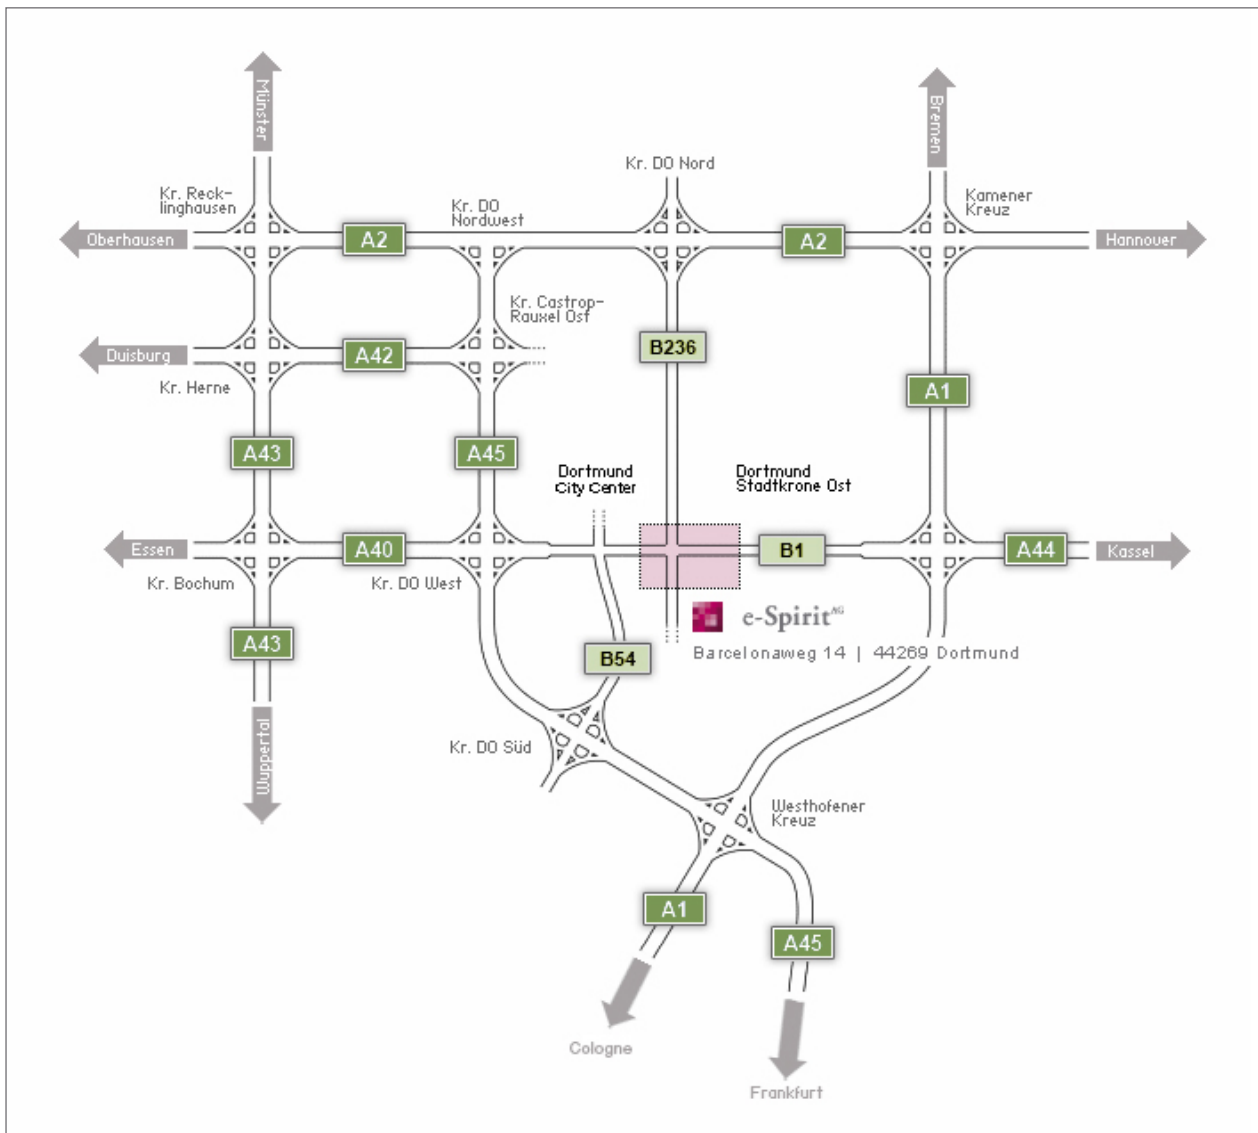 Münster
Bremen
Kr. DO Nord
Kr. Reck-
linghausen
Kr. DO
Nordwest
Kamener
Kreuz
Oberhausen
A2
A2
Hannover
Kr. Castrop-
Rauxel Ost
B236
Duisburg
A42
Kr. Herne
A1
A43
A45
Dortmund
City Center
Dortmund
Stadtkrone Ost
Essen
A40
B1
A44
Kassel
Kr. Bochum
Kr. DO West
e-Spirit AG
A43
B54
Barcelonaweg 14 | 44269 Dortmund
Wuppertal
Kr. DO Süd
Westhofener
Kreuz
A1
A45
Cologne
Frankfurt